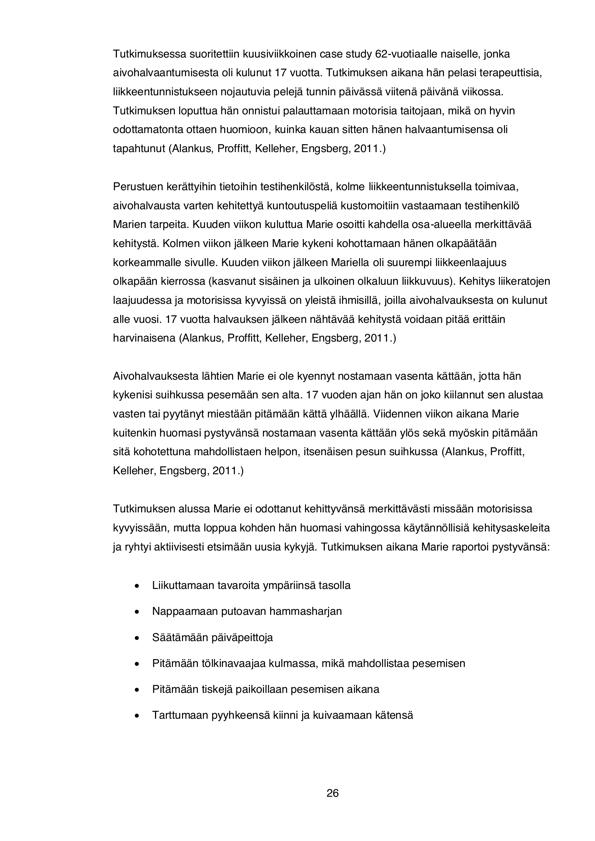 Tutkimuksessa suoritettiin kuusiviikkoinen case study 62-vuotiaalle naiselle, jonka
aivohalvaantumisesta oli kulunut 17 vuotta. Tutkimuksen aikana hän pelasi terapeuttisia,
liikkeentunnistukseen nojautuvia pelejä tunnin päivässä viitenä päivänä viikossa.
Tutkimuksen loputtua hän onnistui palauttamaan motorisia taitojaan, mikä on hyvin
odottamatonta ottaen huomioon, kuinka kauan sitten hänen halvaantumisensa oli
tapahtunut (Alankus, Proffitt, Kelleher, Engsberg, 2011.)
Perustuen kerättyihin tietoihin testihenkilöstä, kolme liikkeentunnistuksella toimivaa,
aivohalvausta varten kehitettyä kuntoutuspeliä kustomoitiin vastaamaan testihenkilö
Marien tarpeita. Kuuden viikon kuluttua Marie osoitti kahdella osa-alueella merkittävää
kehitystä. Kolmen viikon jälkeen Marie kykeni kohottamaan hänen olkapäätään
korkeammalle sivulle. Kuuden viikon jälkeen Mariella oli suurempi liikkeenlaajuus
olkapään kierrossa (kasvanut sisäinen ja ulkoinen olkaluun liikkuvuus). Kehitys liikeratojen
laajuudessa ja motorisissa kyvyissä on yleistä ihmisillä, joilla aivohalvauksesta on kulunut
alle vuosi. 17 vuotta halvauksen jälkeen nähtävää kehitystä voidaan pitää erittäin
harvinaisena (Alankus, Proffitt, Kelleher, Engsberg, 2011.)
Aivohalvauksesta lähtien Marie ei ole kyennyt nostamaan vasenta kättään, jotta hän
kykenisi suihkussa pesemään sen alta. 17 vuoden ajan hän on joko kiilannut sen alustaa
vasten tai pyytänyt miestään pitämään kättä ylhäällä. Viidennen viikon aikana Marie
kuitenkin huomasi pystyvänsä nostamaan vasenta kättään ylös sekä myöskin pitämään
sitä kohotettuna mahdollistaen helpon, itsenäisen pesun suihkussa (Alankus, Proffitt,
Kelleher, Engsberg, 2011.)
Tutkimuksen alussa Marie ei odottanut kehittyvänsä merkittävästi missään motorisissa
kyvyissään, mutta loppua kohden hän huomasi vahingossa käytännöllisiä kehitysaskeleita
ja ryhtyi aktiivisesti etsimään uusia kykyjä. Tutkimuksen aikana Marie raportoi pystyvänsä:
• Liikuttamaan tavaroita ympäriinsä tasolla
• Nappaamaan putoavan hammasharjan
• Säätämään päiväpeittoja
• Pitämään tölkinavaajaa kulmassa, mikä mahdollistaa pesemisen
• Pitämään tiskejä paikoillaan pesemisen aikana
• Tarttumaan pyyhkeensä kiinni ja kuivaamaan kätensä
26